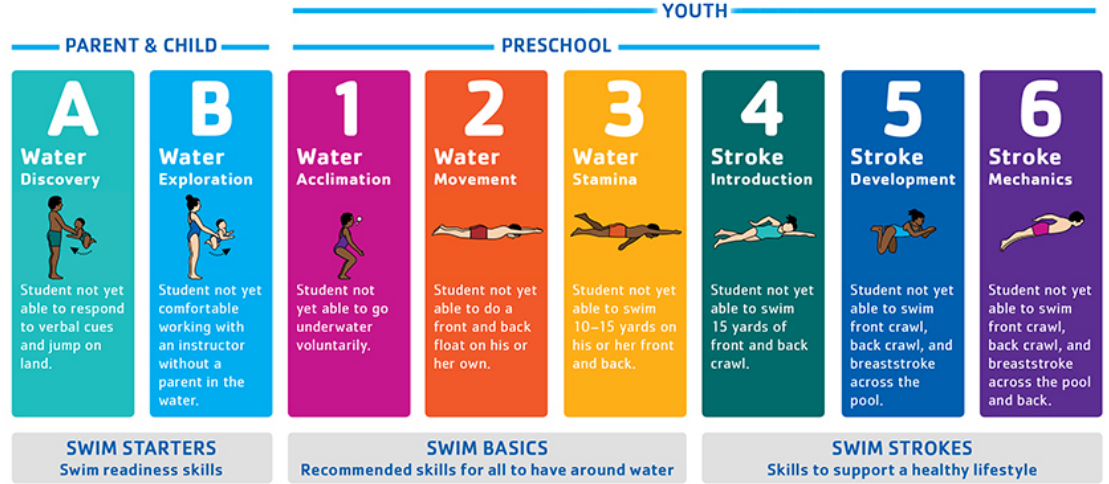 YOUTH
PARENT & CHILD
PRESCHOOL
A
Water
Discovery
Student not yet
able to respond
to verbal cues
and jump on
land.
B
Water
Exploration
Student not yet
comfortable
working with
an instructor
without a
parent in the
water.
1
Water
Acclimation
Student not
yet able to go
underwater
voluntarily.
2
Water
Movement
Student not yet
able to do a
front and back
float on his or
her own.
3
Water
Stamina
Student not yet
able to swim
10–15 yards on
his or her front
and back.
4
Stroke
Introduction
Student not yet
able to swim
15 yards of
front and back
crawl.
5
Stroke
Development
Student not yet
able to swim
front crawl,
back crawl, and
breaststroke
across the
pool.
6
Stroke
Mechanics
Student not yet
able to swim
front crawl,
back crawl, and
breaststroke
across the pool
and back.
SWIM STARTERS
Swim readiness skills
SWIM BASICS
Recommended skills for all to have around water
SWIM STROKES
Skills to support a healthy lifestyle